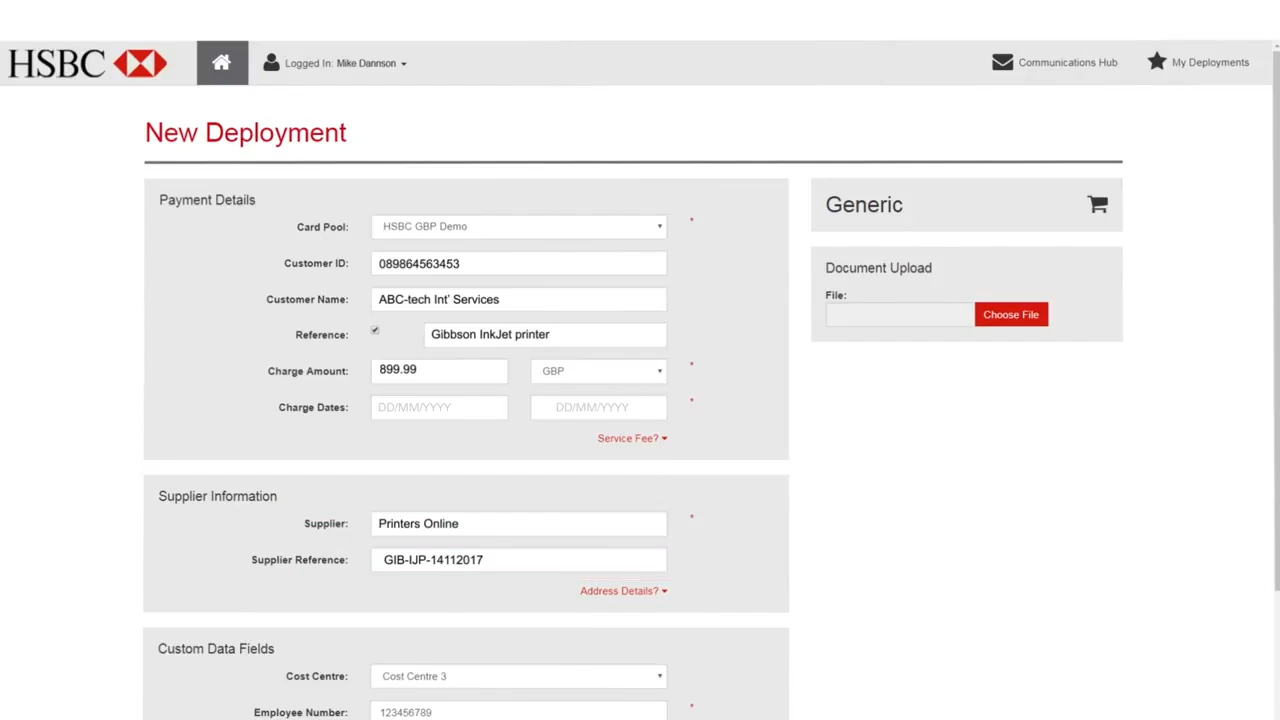 HSBC
Logged In: Mike Dannson
Communications Hub
My Deployments
New Deployment
Payment Details
Card Pool: HSBC GBP Demo *
Customer ID: 089864563453
Customer Name: ABC-tech Int' Services
Reference: Gibbson InkJet printer
Charge Amount: 899.99 GBP *
Charge Dates: DD/MM/YYYY DD/MM/YYYY *
Service Fee?
Generic
Document Upload
File:
Choose File
Supplier Information
Supplier: Printers Online *
Supplier Reference: GIB-IJP-14112017
Address Details?
Custom Data Fields
Cost Centre: Cost Centre 3
Employee Number: 123456789 *